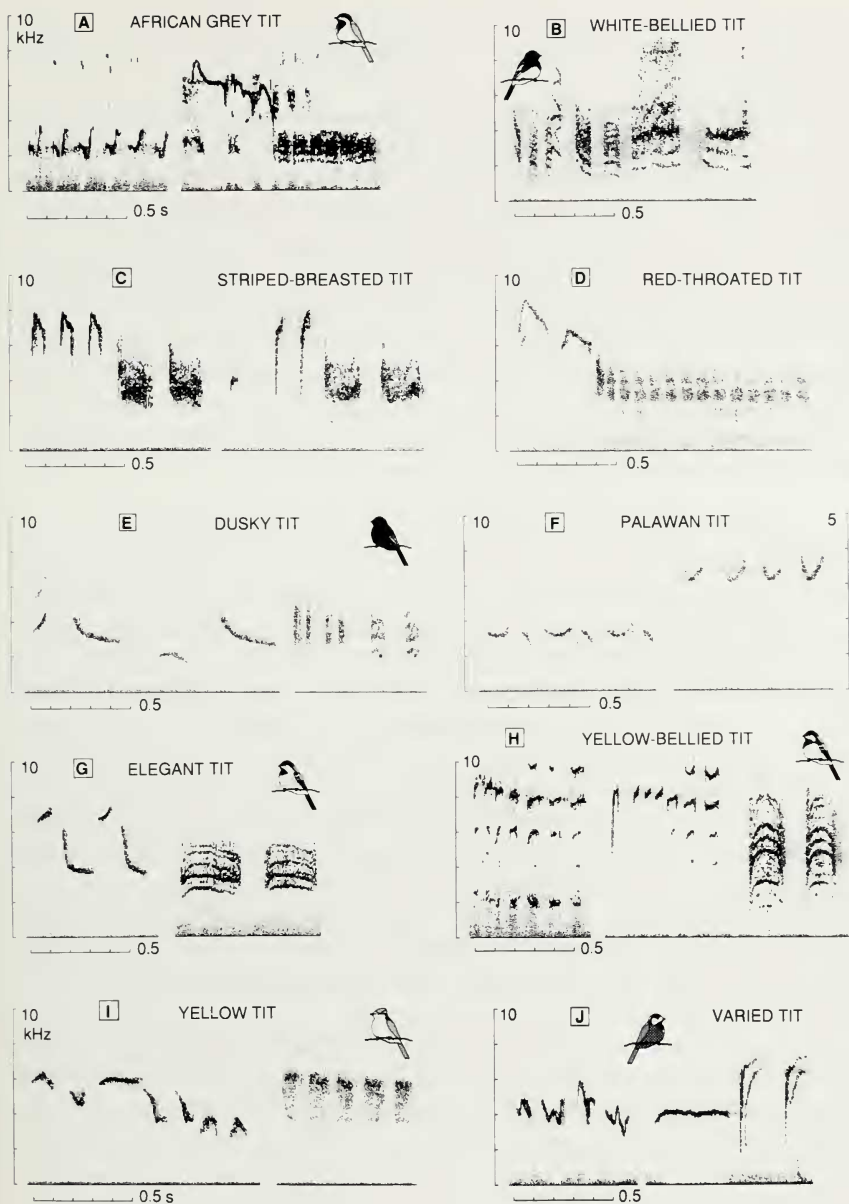 10 A AFRICAN GREY TIT
kHz
0.5 s
10 B WHITE-BELLIED TIT
0.5
10 C STRIPED-BREASTED TIT
0.5
10 D RED-THROATED TIT
0.5
10 E DUSKY TIT
0.5
10 F PALAWAN TIT 5
0.5
10 G ELEGANT TIT
0.5
10 H YELLOW-BELLIED TIT
0.5
10 I YELLOW TIT
kHz
0.5 s
10 J VARIED TIT
0.5